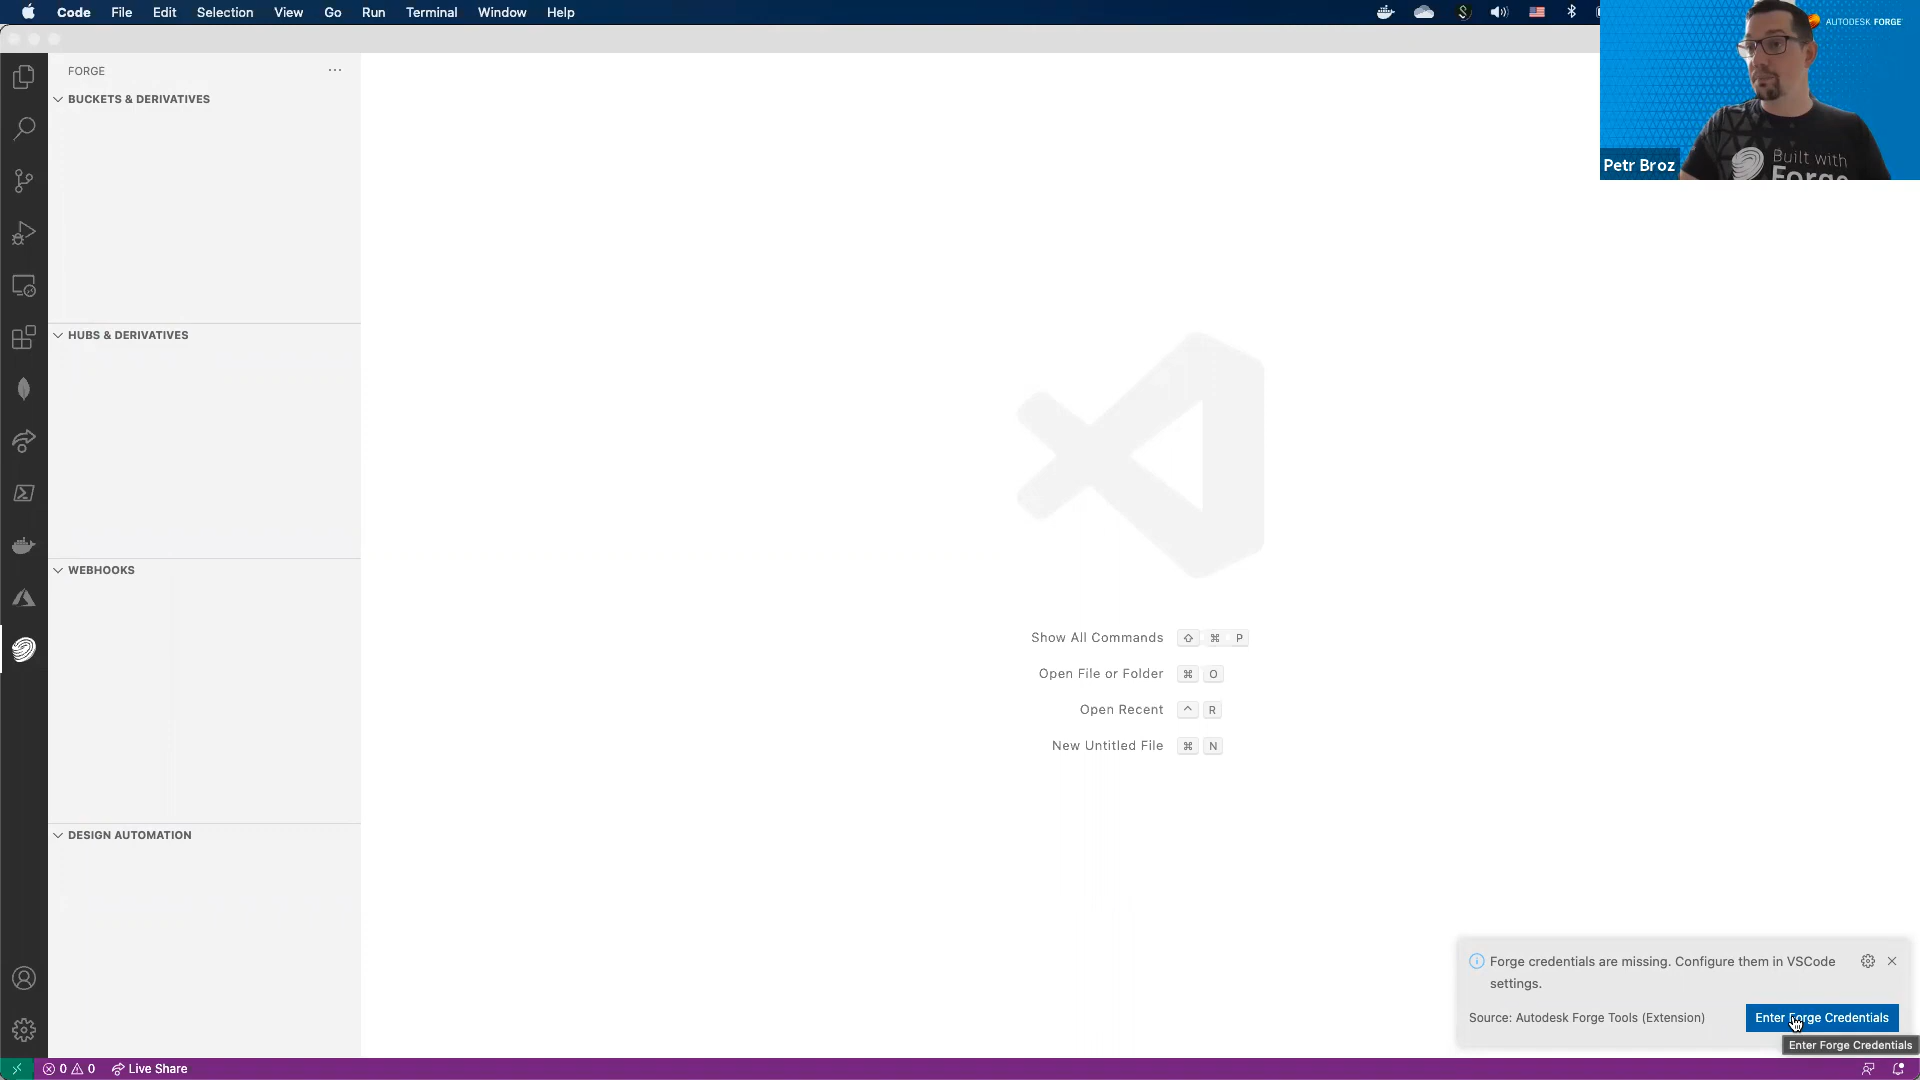 Code File Edit Selection View Go Run Terminal Window Help
AUTODESK FORGE
Built with
Forge
Petr Broz
FORGE
BUCKETS & DERIVATIVES
HUBS & DERIVATIVES
WEBHOOKS
DESIGN AUTOMATION
Show All Commands ⇧ ⌘ P
Open File or Folder ⌘ O
Open Recent ^ R
New Untitled File ⌘ N
Forge credentials are missing. Configure them in VSCode
settings.
Source: Autodesk Forge Tools (Extension)
Enter Forge Credentials
Enter Forge Credentials
0 0 Live Share